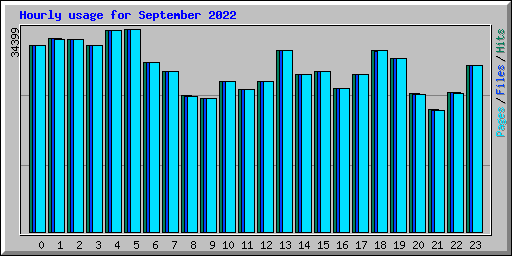 Hourly usage for September 2022
34399
Pages/Files/Hits
0 1 2 3 4 5 6 7 8 9 10 11 12 13 14 15 16 17 18 19 20 21 22 23